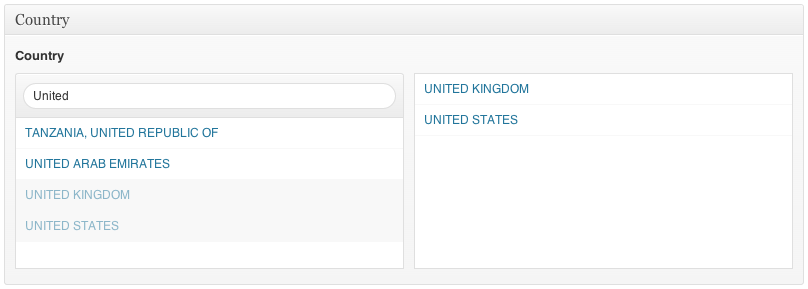 Country
Country
United
TANZANIA, UNITED REPUBLIC OF
UNITED ARAB EMIRATES
UNITED KINGDOM
UNITED STATES
UNITED KINGDOM
UNITED STATES